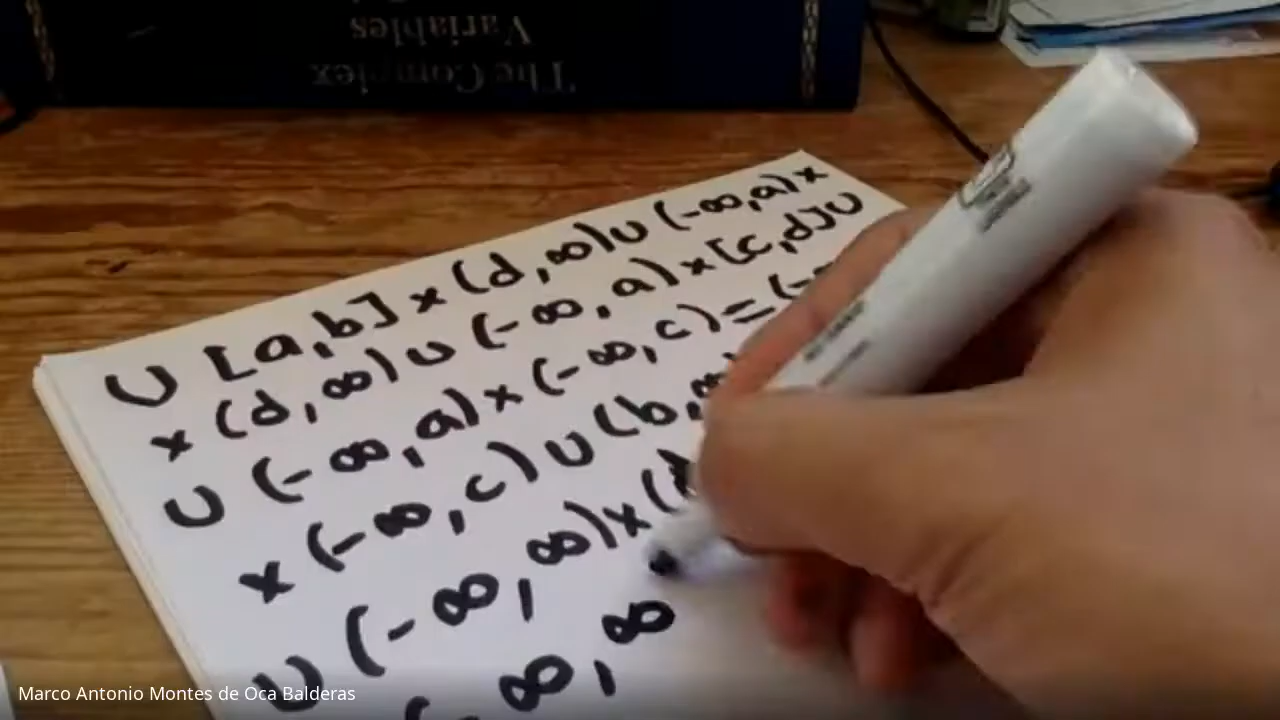 The Complex
Variables
∪ [a,b] × (d,∞) ∪ (-∞,a) ×
× (d,∞) ∪ (-∞,a) × [c,d] ∪
∪ (-∞,a) × (-∞,c) = (-∞
× (-∞,c) ∪ (b,∞
∪ (-∞,∞) × (d
(-∞,∞
Marco Antonio Montes de Oca Balderas